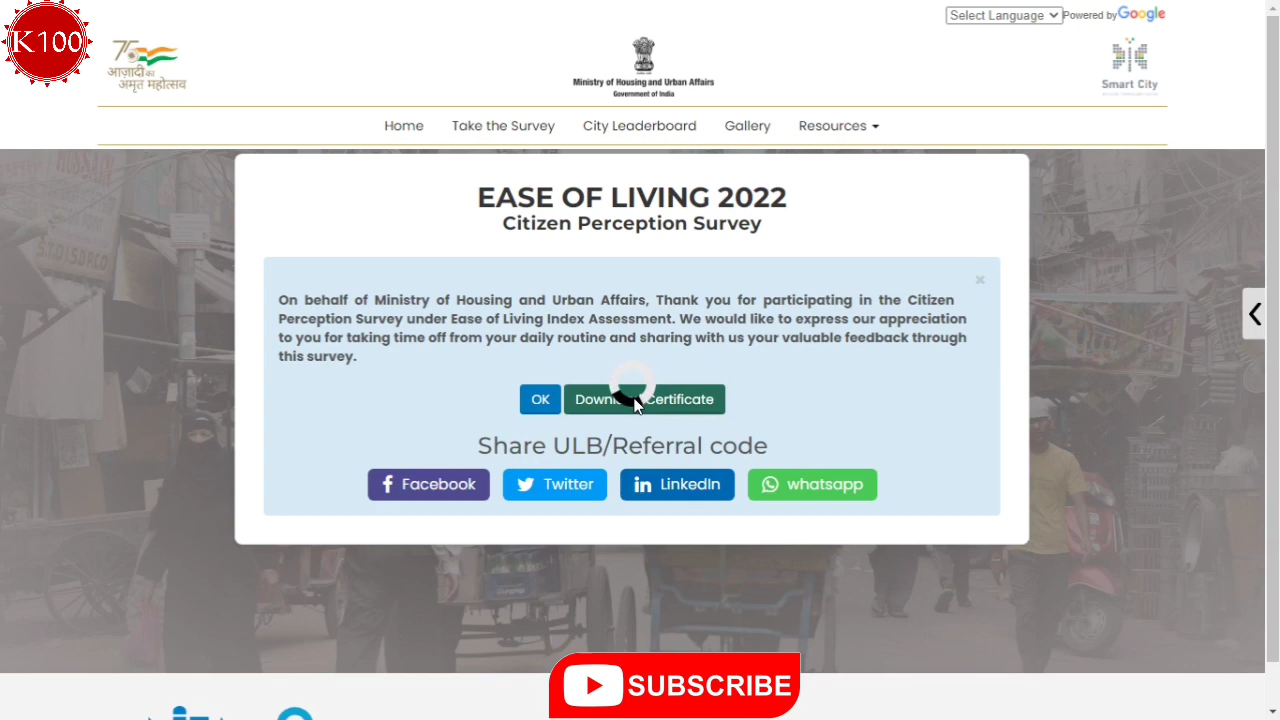 K100
Select Language
Powered by Google
75
आज़ादी का
अमृत महोत्सव
Ministry of Housing and Urban Affairs
Government of India
Smart City
Home
Take the Survey
City Leaderboard
Gallery
Resources
EASE OF LIVING 2022
Citizen Perception Survey
×
On behalf of Ministry of Housing and Urban Affairs, Thank you for participating in the Citizen
Perception Survey under Ease of Living Index Assessment. We would like to express our appreciation
to you for taking time off from your daily routine and sharing with us your valuable feedback through
this survey.
OK
Certificate
Share ULB/Referral code
Facebook
Twitter
LinkedIn
whatsapp
SUBSCRIBE